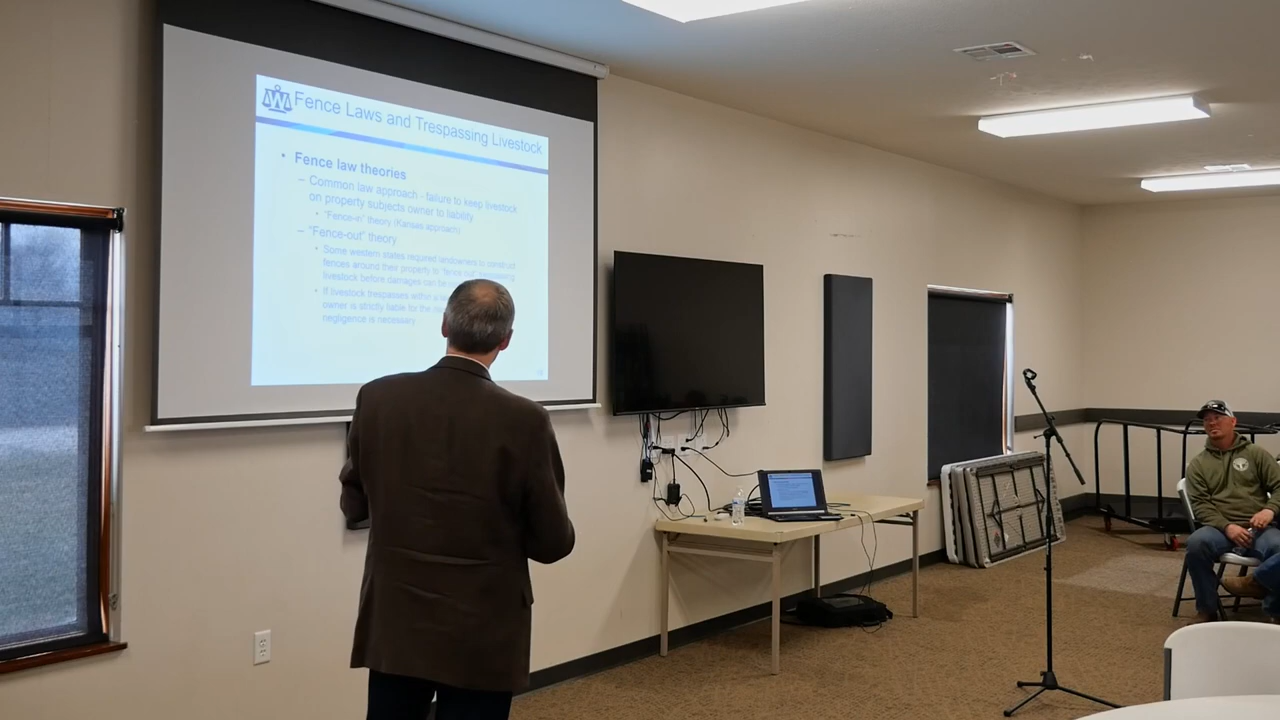 W
Fence Laws and Trespassing Livestock
• Fence law theories
– Common law approach - failure to keep livestock
on property subjects owner to liability
• "Fence-in" theory (Kansas approach)
– "Fence-out" theory
• Some western states required landowners to construct
fences around their property to "fence out" trespassing
livestock before damages can be
• If livestock trespasses within a
owner is strictly liable for the
negligence is necessary